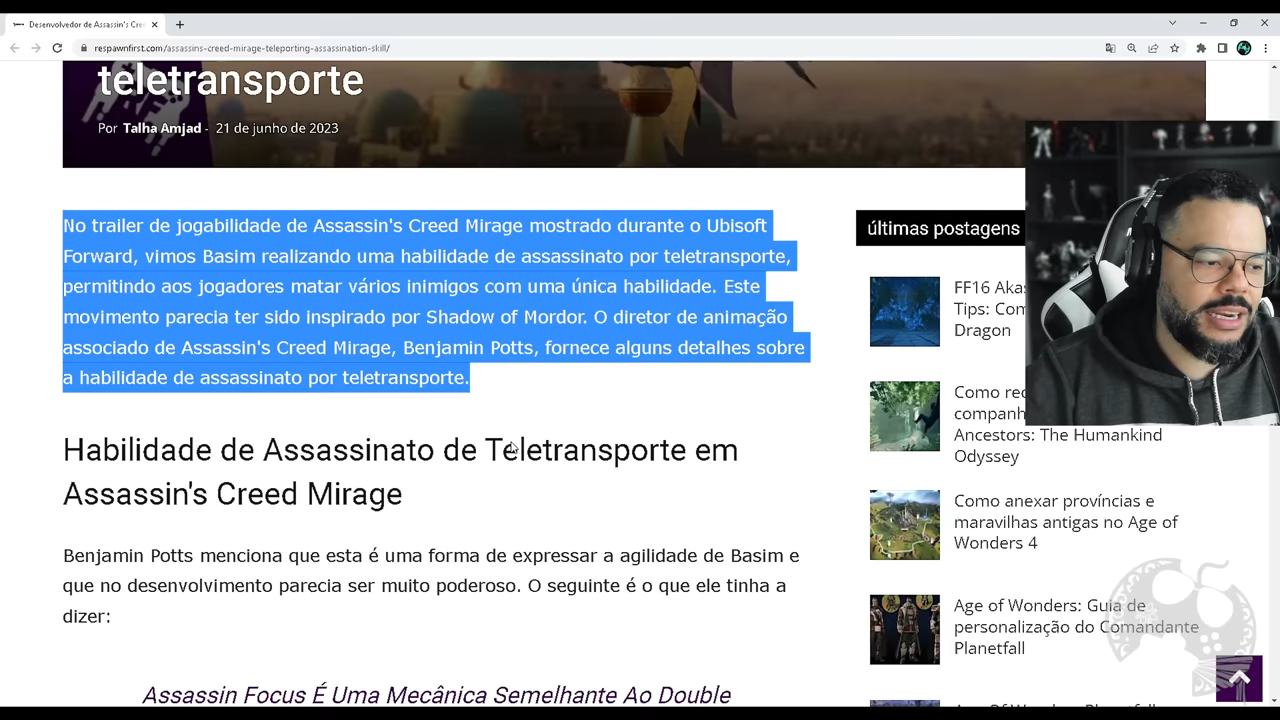 Desenvolvedor de Assassin's Cre
respawnfirst.com/assassins-creed-mirage-teleporting-assassination-skill/
teletransporte
Por Talha Amjad - 21 de junho de 2023
No trailer de jogabilidade de Assassin's Creed Mirage mostrado durante o Ubisoft
Forward, vimos Basim realizando uma habilidade de assassinato por teletransporte,
permitindo aos jogadores matar vários inimigos com uma única habilidade. Este
movimento parecia ter sido inspirado por Shadow of Mordor. O diretor de animação
associado de Assassin's Creed Mirage, Benjamin Potts, fornece alguns detalhes sobre
a habilidade de assassinato por teletransporte.
Habilidade de Assassinato de Teletransporte em
Assassin's Creed Mirage
Benjamin Potts menciona que esta é uma forma de expressar a agilidade de Basim e
que no desenvolvimento parecia ser muito poderoso. O seguinte é o que ele tinha a
dizer:
Assassin Focus É Uma Mecânica Semelhante Ao Double
últimas postagens
FF16 Akas
Tips: Com
Dragon
Como rec
companh
Ancestors: The Humankind
Odyssey
Como anexar províncias e
maravilhas antigas no Age of
Wonders 4
Age of Wonders: Guia de
personalização do Comandante
Planetfall